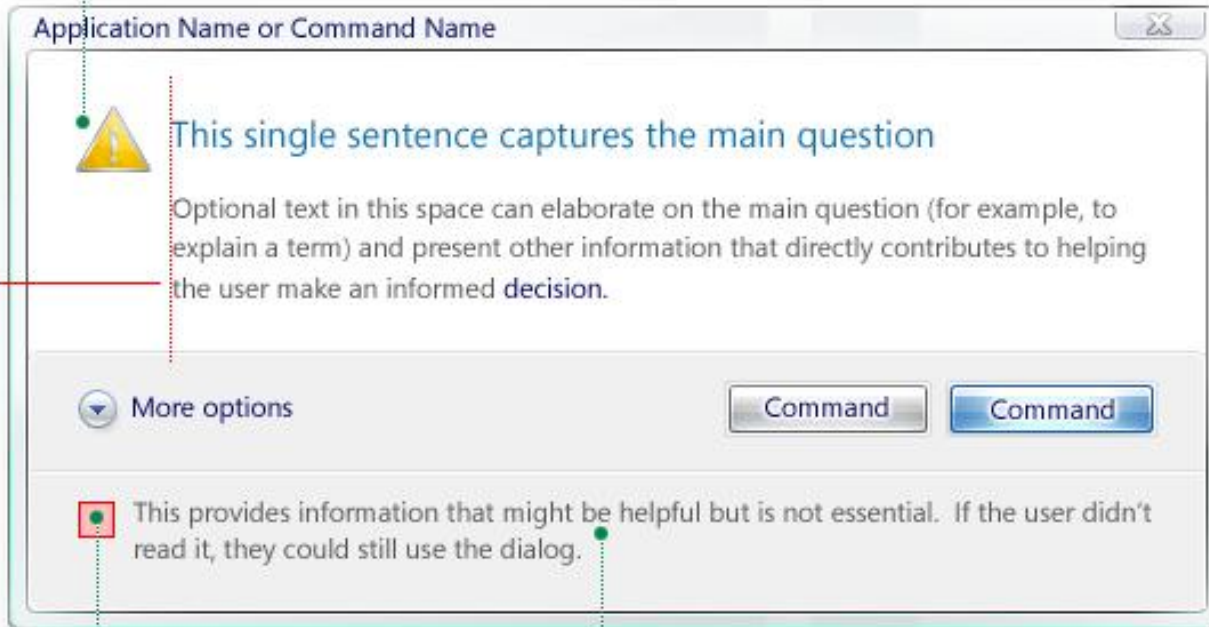 Application Name or Command Name
This single sentence captures the main question
Optional text in this space can elaborate on the main question (for example, to
explain a term) and present other information that directly contributes to helping
the user make an informed decision.
More options
Command
Command
This provides information that might be helpful but is not essential.  If the user didn't
read it, they could still use the dialog.